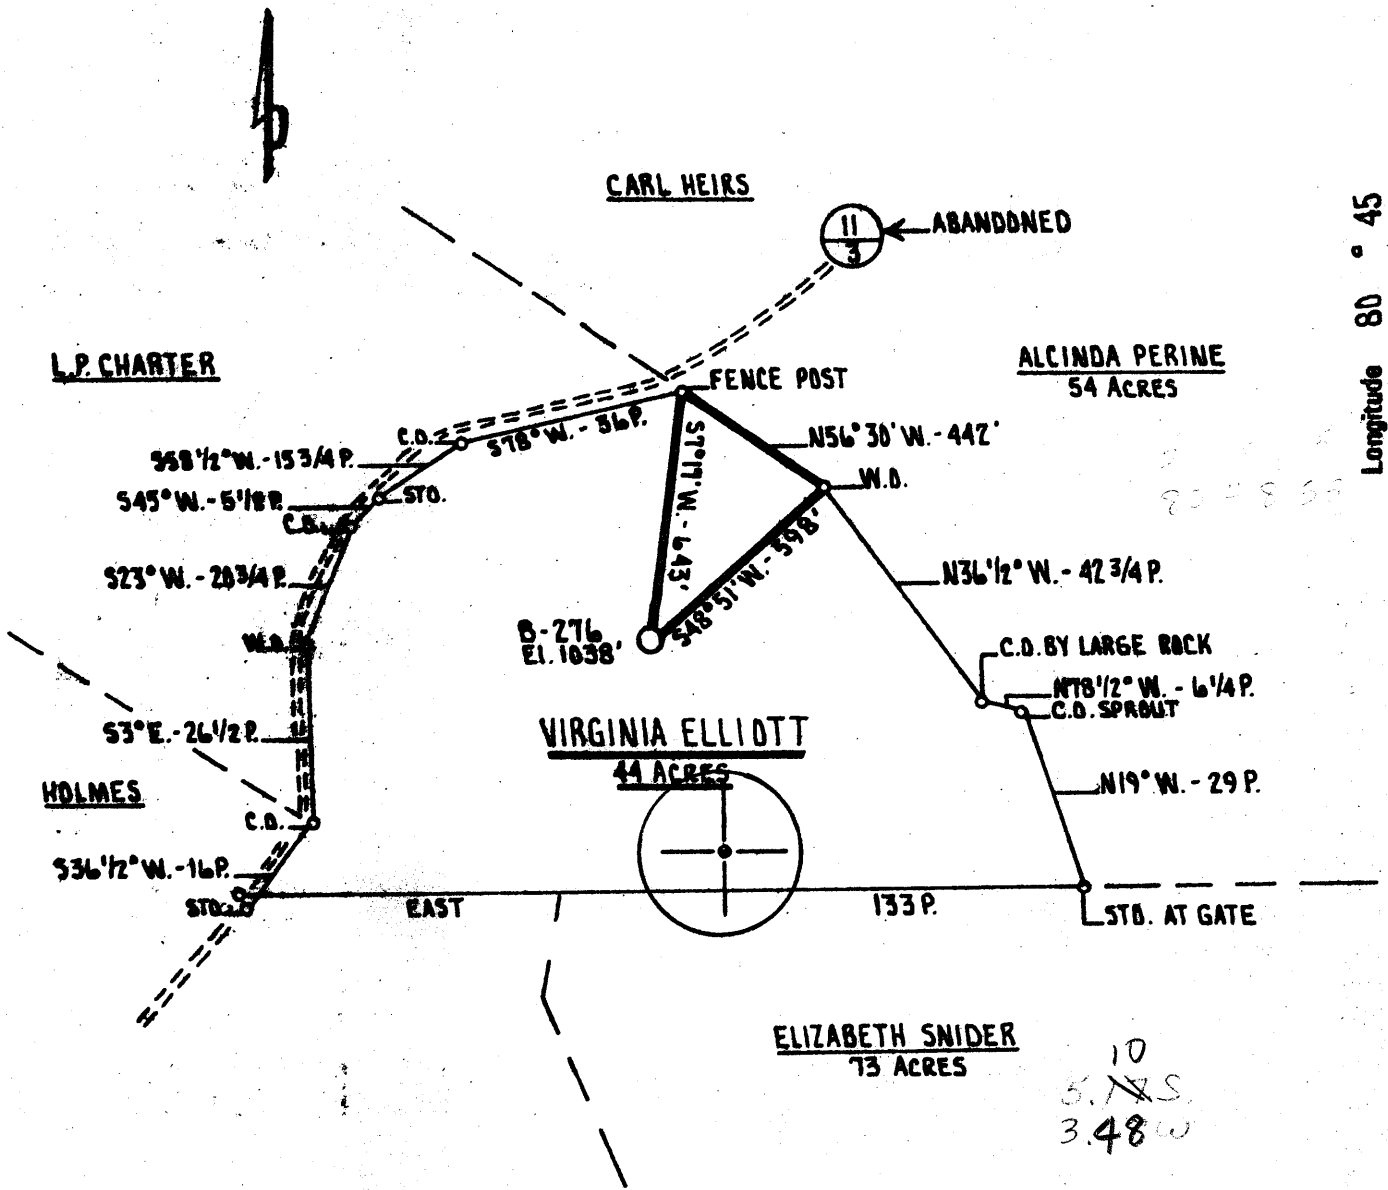 CARL HEIRS
11
3
ABANDONED
Longitude 80 ° 45
L.P. CHARTER
ALCINDA PERINE
54 ACRES
FENCE POST
S78° W. - 36 P.
C.O.
N56° 30' W. - 442'
S58 1/2° W. - 15 3/4 P.
STO.
W.O.
S45° W. - 5 1/8 P.
C.O.
S7° 17' W. - 643'
S48° 51' W. - 598'
S23° W. - 20 3/4 P.
N36 1/2° W. - 42 3/4 P.
B-276
El. 1038'
W.O.
C.O. BY LARGE ROCK
N78 1/2° W. - 6 1/4 P.
C.O. SPROUT
S3° E. - 26 1/2 P.
VIRGINIA ELLIOTT
44 ACRES
N19° W. - 29 P.
HOLMES
C.O.
S36 1/2° W. - 16 P.
STO.
EAST
133 P.
STO. AT GATE
ELIZABETH SNIDER
73 ACRES
10
5. S
3.48 W